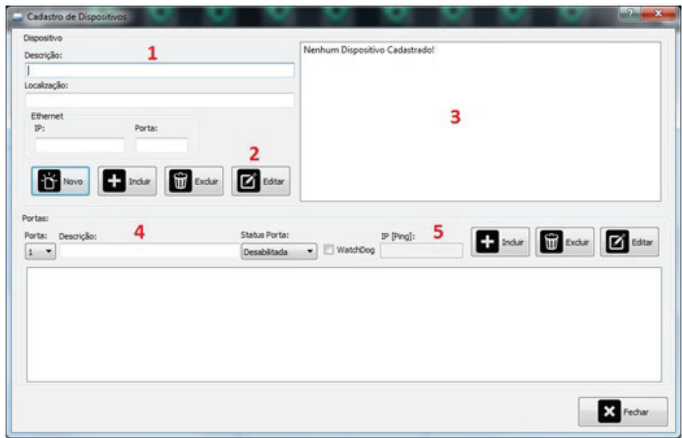 Cadastro de Dispositivos
Dispositivo
Descrição:
1
Localização:
Ethernet
IP: Porta:
2
Novo Incluir Excluir Editar
Nenhum Dispositivo Cadastrado!
3
Portas:
Porta: Descrição: 4 Status Porta: IP [Ping]: 5
1 Desabilitada WatchDog Incluir Excluir Editar
Fechar